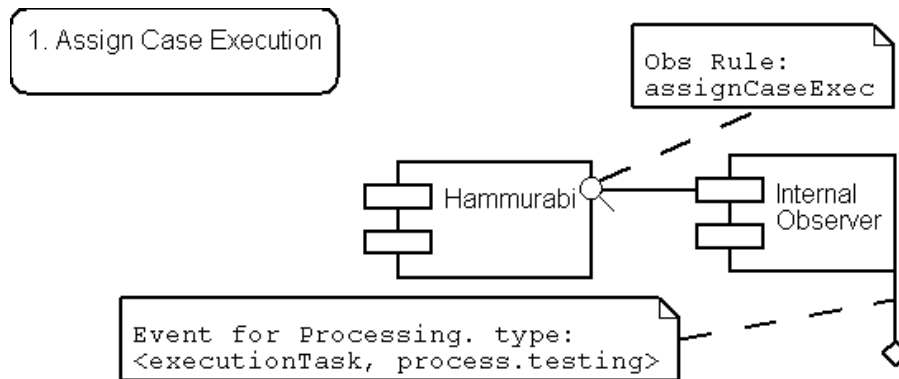 1. Assign Case Execution
Obs Rule:
assignCaseExec
Hammurabi
Internal
Observer
Event for Processing. type:
<executionTask, process.testing>